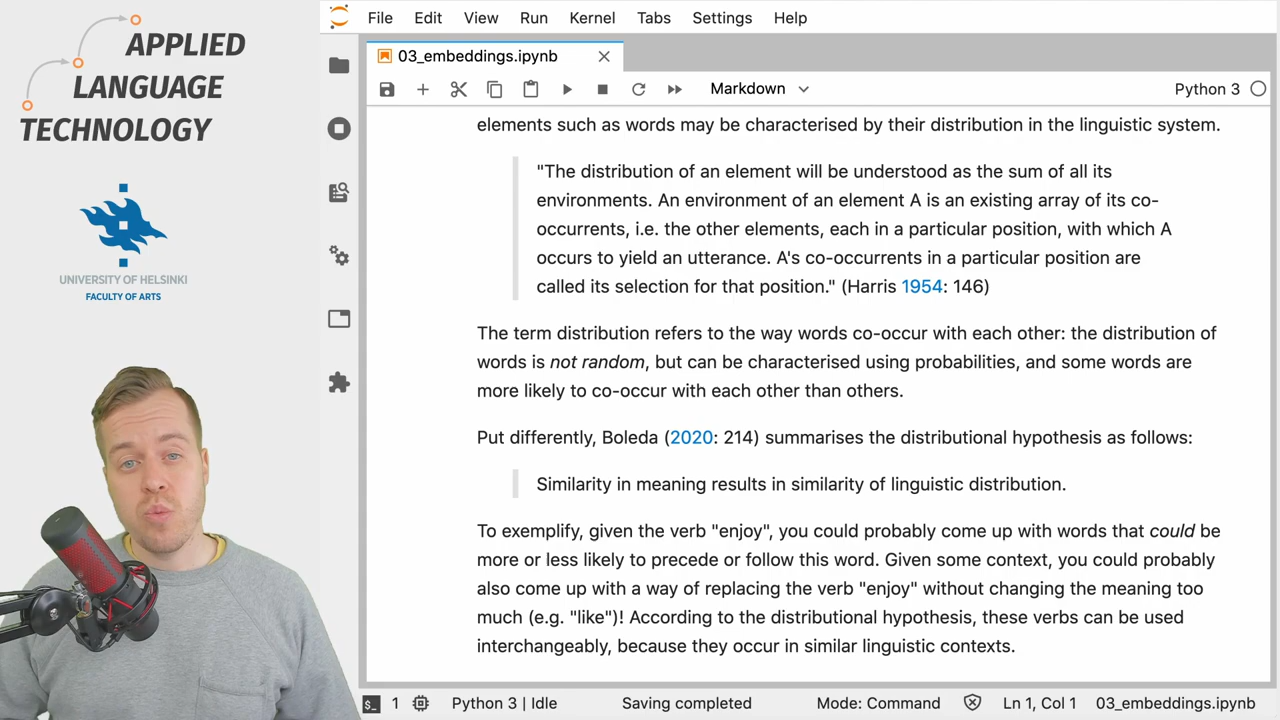 APPLIED
LANGUAGE
TECHNOLOGY
UNIVERSITY OF HELSINKI
FACULTY OF ARTS
File Edit View Run Kernel Tabs Settings Help
03_embeddings.ipynb
Markdown
Python 3
elements such as words may be characterised by their distribution in the linguistic system.
"The distribution of an element will be understood as the sum of all its
environments. An environment of an element A is an existing array of its co-
occurrents, i.e. the other elements, each in a particular position, with which A
occurs to yield an utterance. A's co-occurrents in a particular position are
called its selection for that position." (Harris 1954: 146)
The term distribution refers to the way words co-occur with each other: the distribution of
words is not random, but can be characterised using probabilities, and some words are
more likely to co-occur with each other than others.
Put differently, Boleda (2020: 214) summarises the distributional hypothesis as follows:
Similarity in meaning results in similarity of linguistic distribution.
To exemplify, given the verb "enjoy", you could probably come up with words that could be
more or less likely to precede or follow this word. Given some context, you could probably
also come up with a way of replacing the verb "enjoy" without changing the meaning too
much (e.g. "like")! According to the distributional hypothesis, these verbs can be used
interchangeably, because they occur in similar linguistic contexts.
$_ 1 Python 3 | Idle Saving completed Mode: Command Ln 1, Col 1 03_embeddings.ipynb